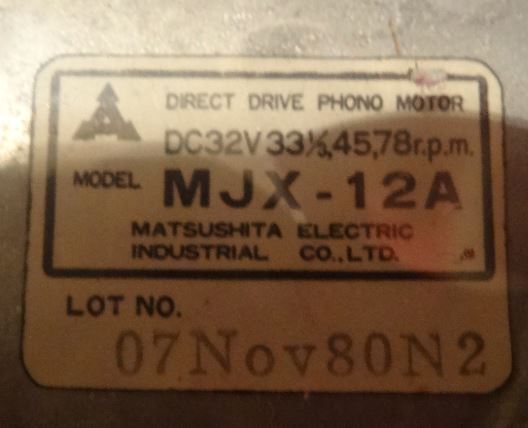 DIRECT DRIVE PHONO MOTOR
DC32V 33⅓,45,78r.p.m.
MODEL MJX-12A
MATSUSHITA ELECTRIC
INDUSTRIAL CO.,LTD.
LOT NO.
07Nov80N2